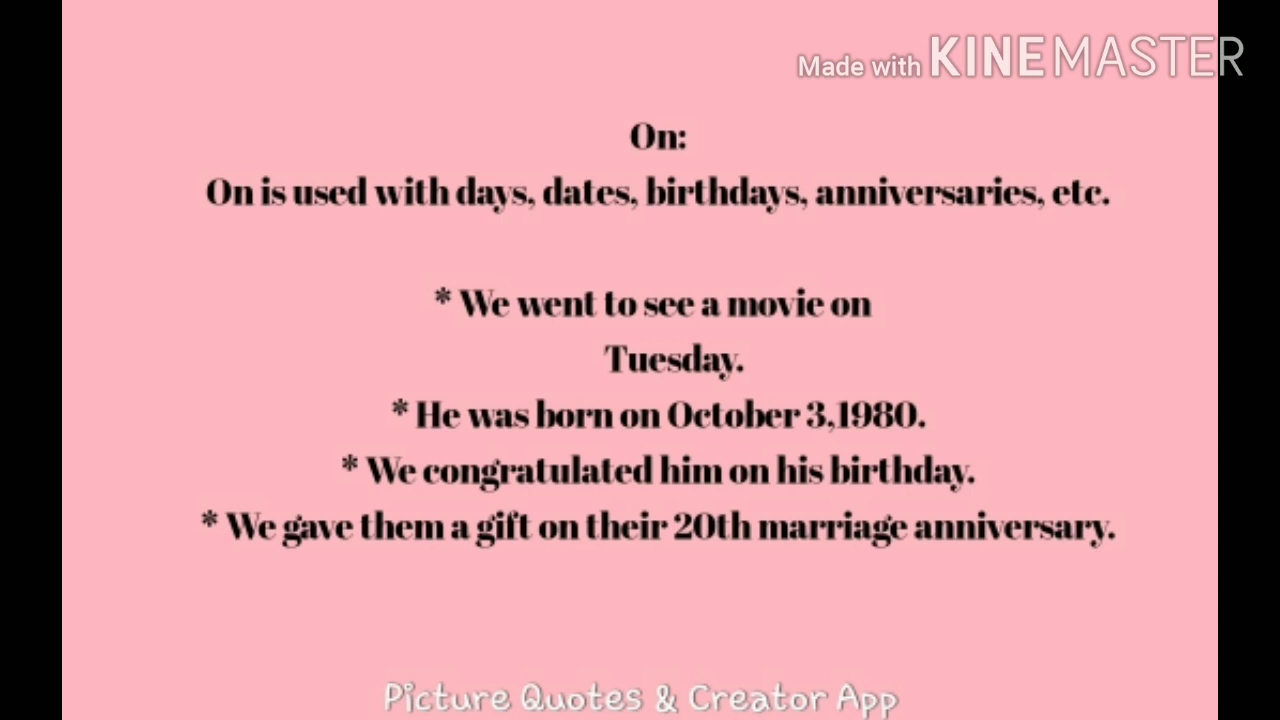 Made with KINEMASTER
On:
On is used with days, dates, birthdays, anniversaries, etc.
* We went to see a movie on
Tuesday.
* He was born on October 3,1980.
* We congratulated him on his birthday.
* We gave them a gift on their 20th marriage anniversary.
Picture Quotes & Creator App